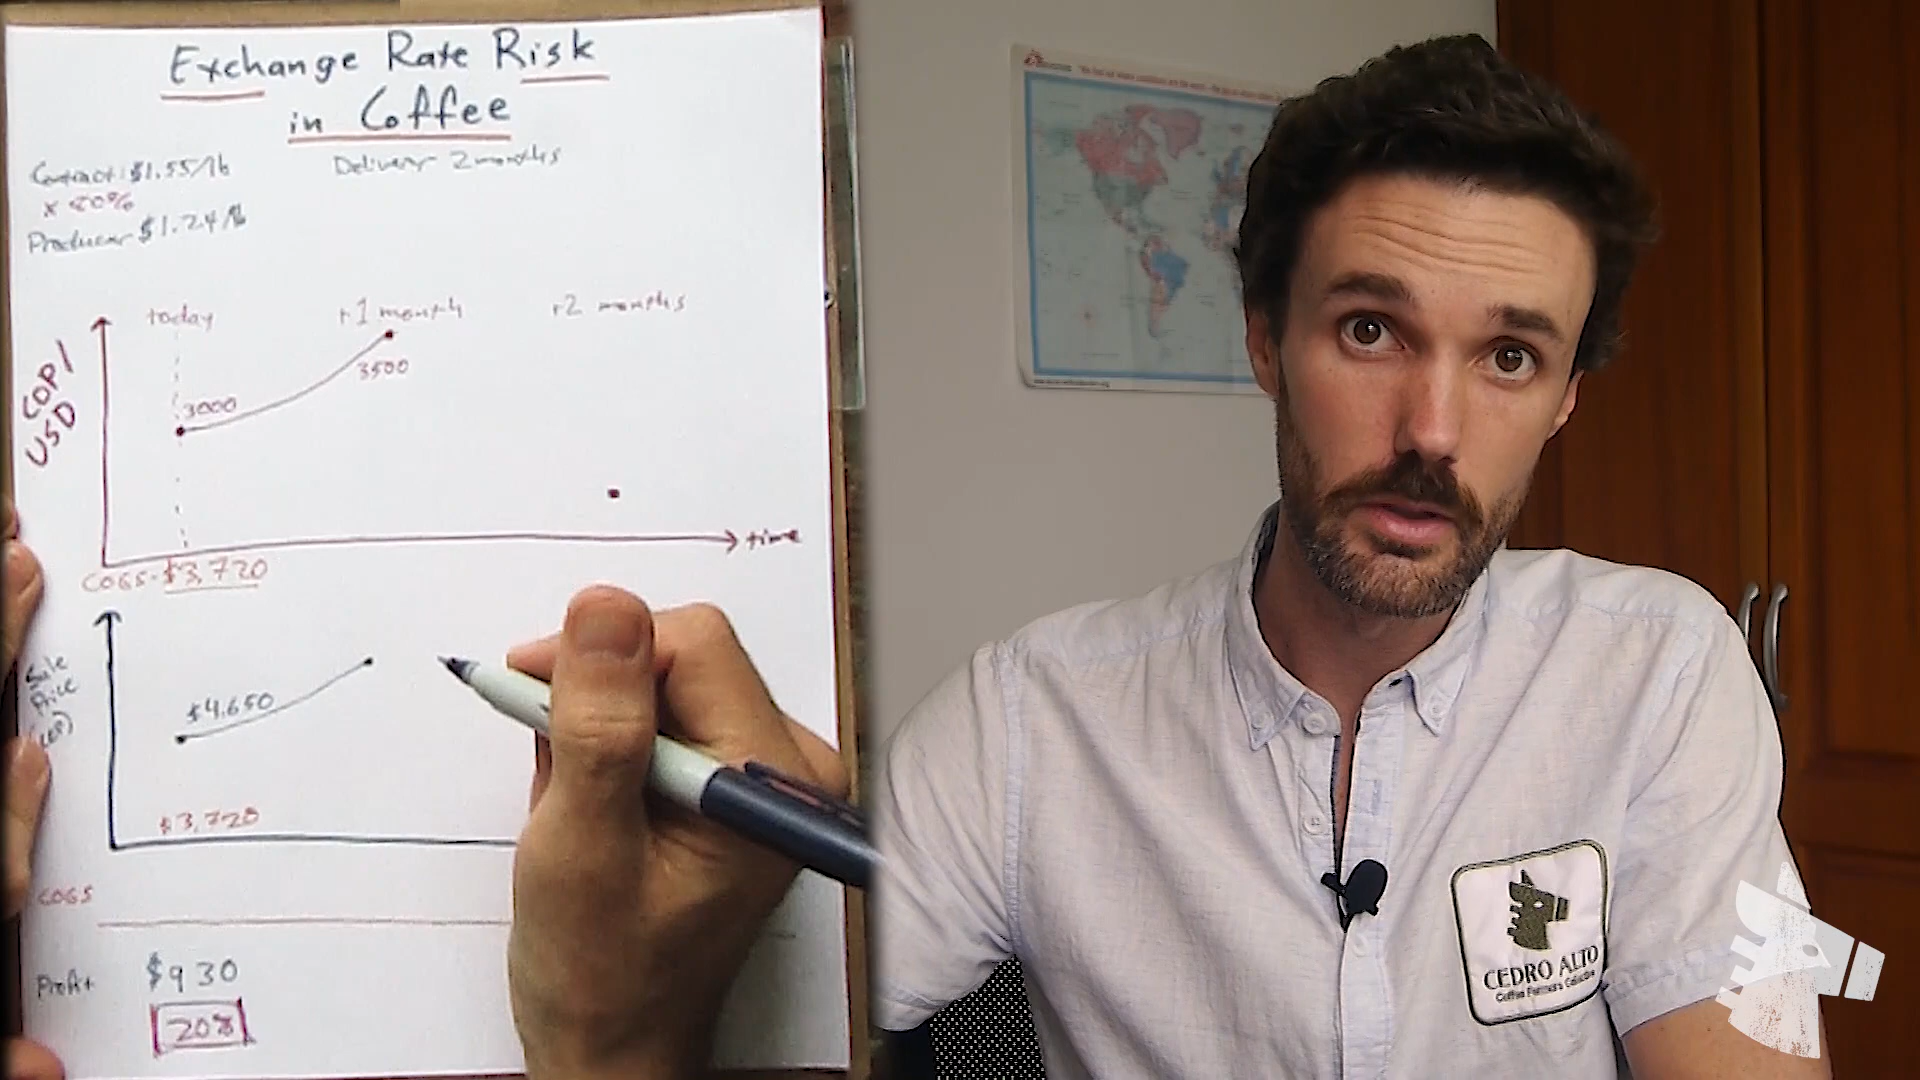 Exchange Rate Risk
in Coffee
Contract: $1.55/lb
Delivery 2 months
x 80%
Producer $1.24/lb
today
+1 month
+2 months
COP/
USD
3000
3500
time
COGS - $3,720
Sale
Price
$4.650
$3,720
COGS
Profit
$930
20%
CEDRO ALTO
Coffee Farmers Collective